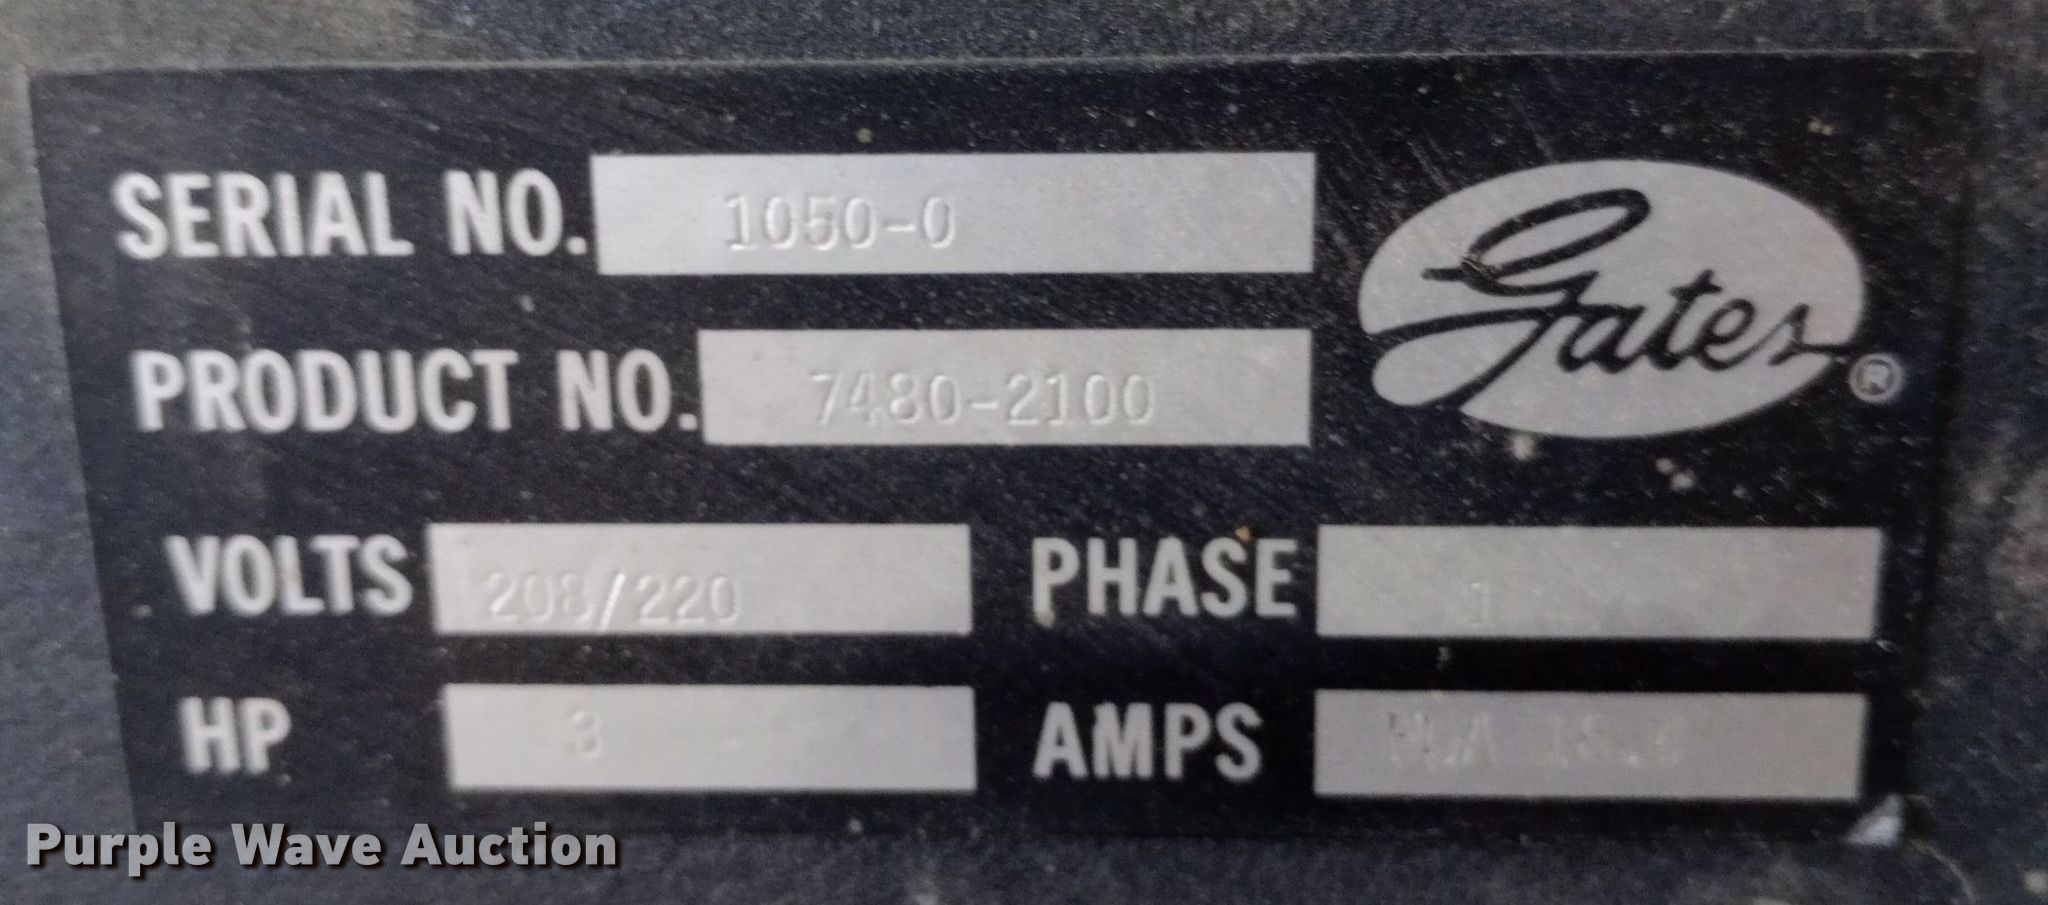 SERIAL NO. 1050-0
Gates ®
PRODUCT NO. 7480-2100
VOLTS 208/220 PHASE 1
HP 3 AMPS
Purple Wave Auction